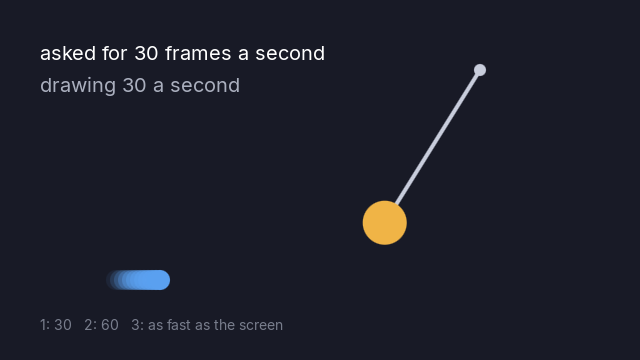 asked for 30 frames a second
drawing 30 a second
1: 30 2: 60 3: as fast as the screen